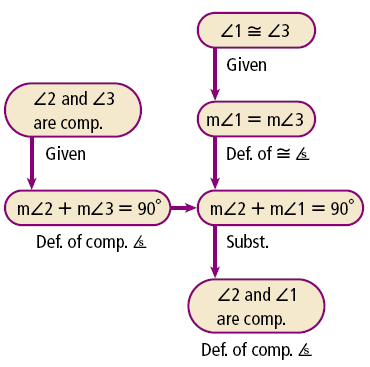 ∠1 ≅ ∠3
Given
∠2 and ∠3
are comp.
Given
m∠1 = m∠3
Def. of ≅ ∠s
m∠2 + m∠3 = 90°
Def. of comp. ∠s
m∠2 + m∠1 = 90°
Subst.
∠2 and ∠1
are comp.
Def. of comp. ∠s